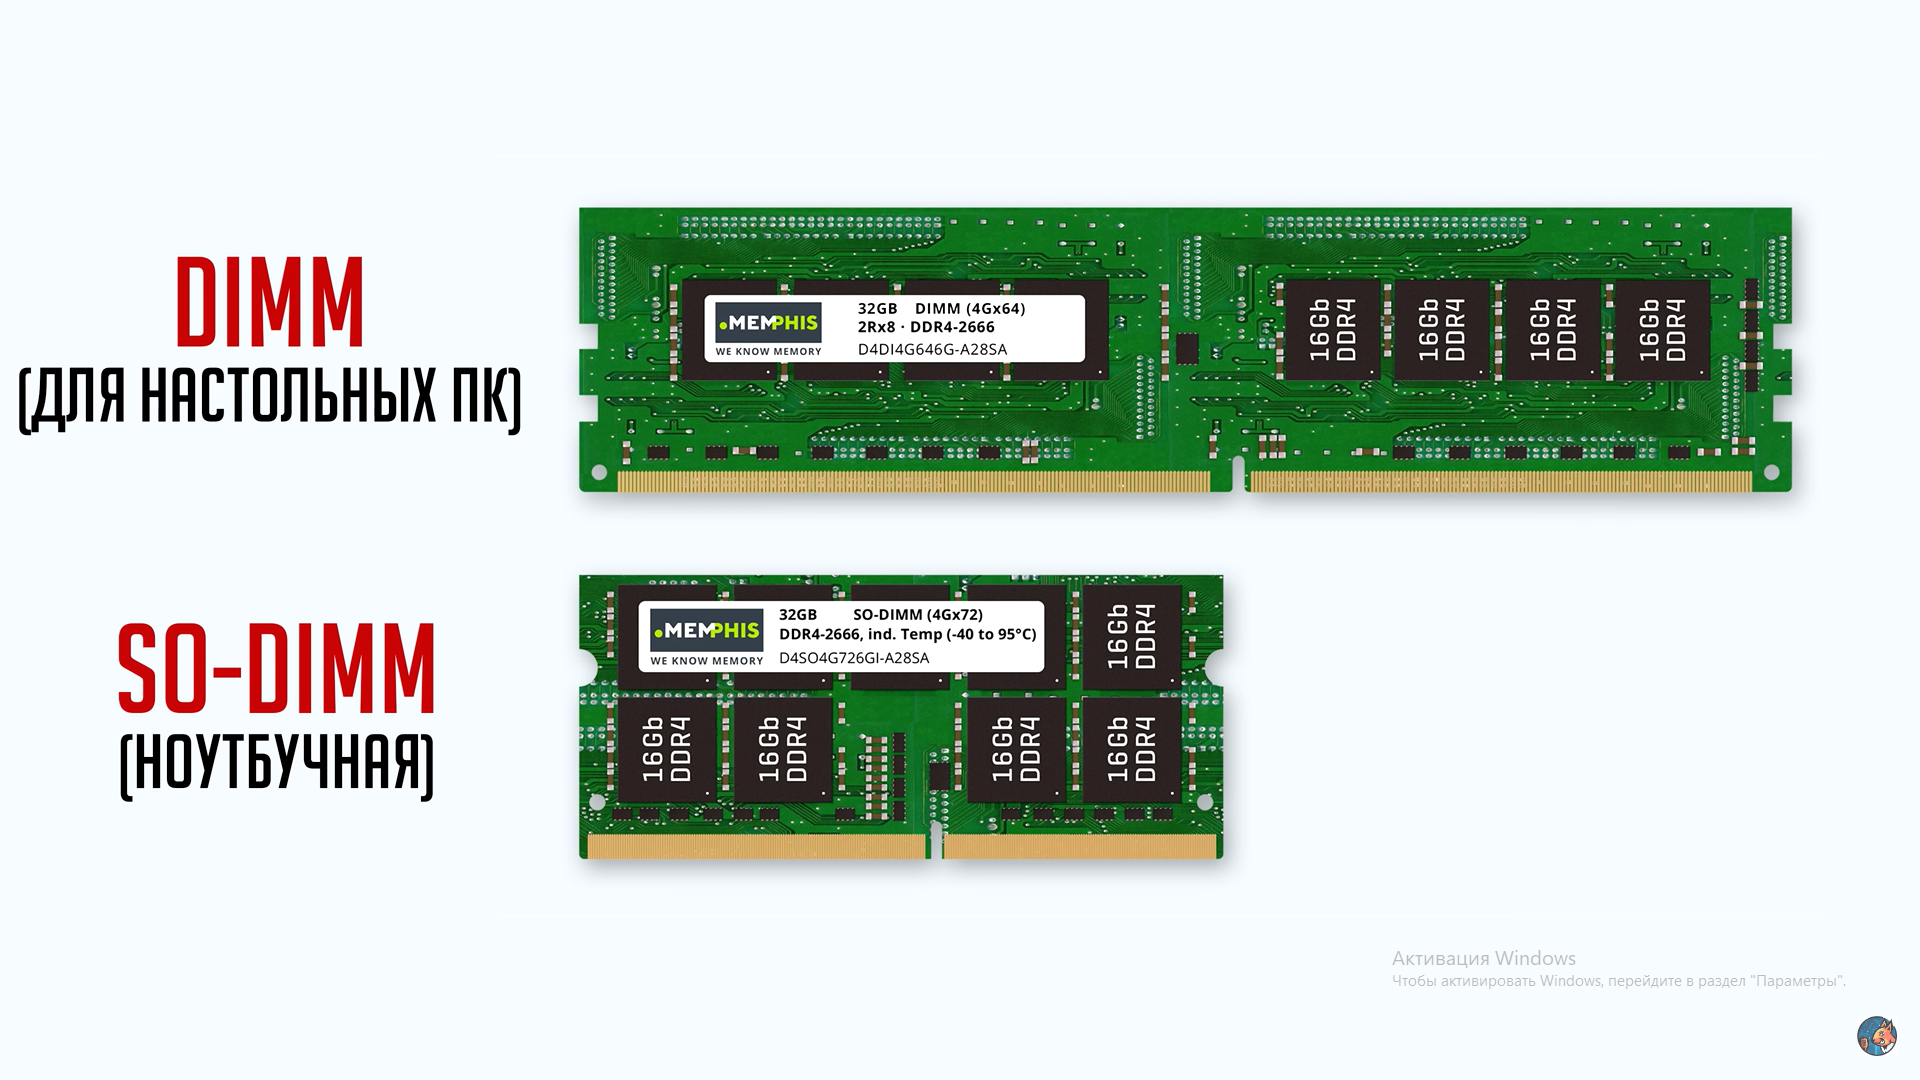 DIMM
(ДЛЯ НАСТОЛЬНЫХ ПК)
.MEMPHIS
WE KNOW MEMORY
32GB DIMM (4Gx64)
2Rx8 · DDR4-2666
D4DI4G646G-A28SA
16Gb
DDR4
16Gb
DDR4
16Gb
DDR4
16Gb
DDR4
SO-DIMM
(НОУТБУЧНАЯ)
.MEMPHIS
WE KNOW MEMORY
32GB SO-DIMM (4Gx72)
DDR4-2666, ind. Temp (-40 to 95°C)
D4SO4G726GI-A28SA
16Gb
DDR4
16Gb
DDR4
16Gb
DDR4
16Gb
DDR4
16Gb
DDR4
Активация Windows
Чтобы активировать Windows, перейдите в раздел "Параметры".